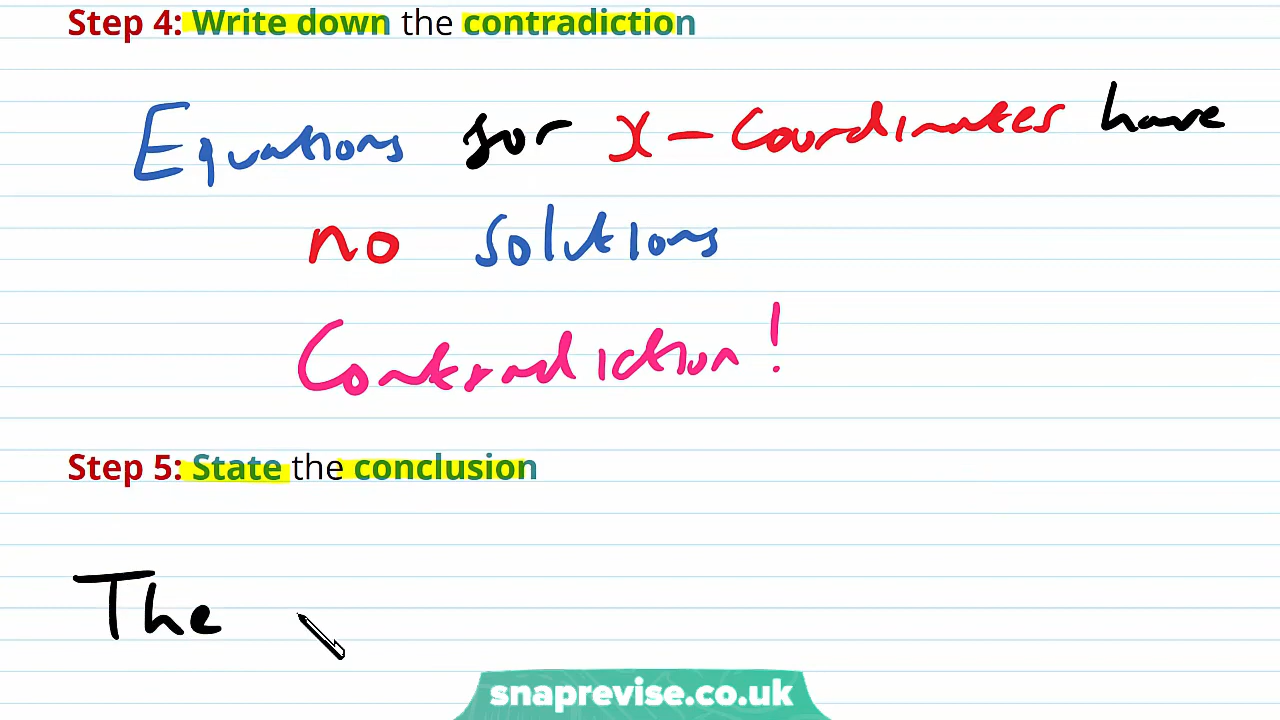 Step 4: Write down the contradiction
Equations for x-coordinates have
no solutions
Contradiction!
Step 5: State the conclusion
The
snaprevise.co.uk